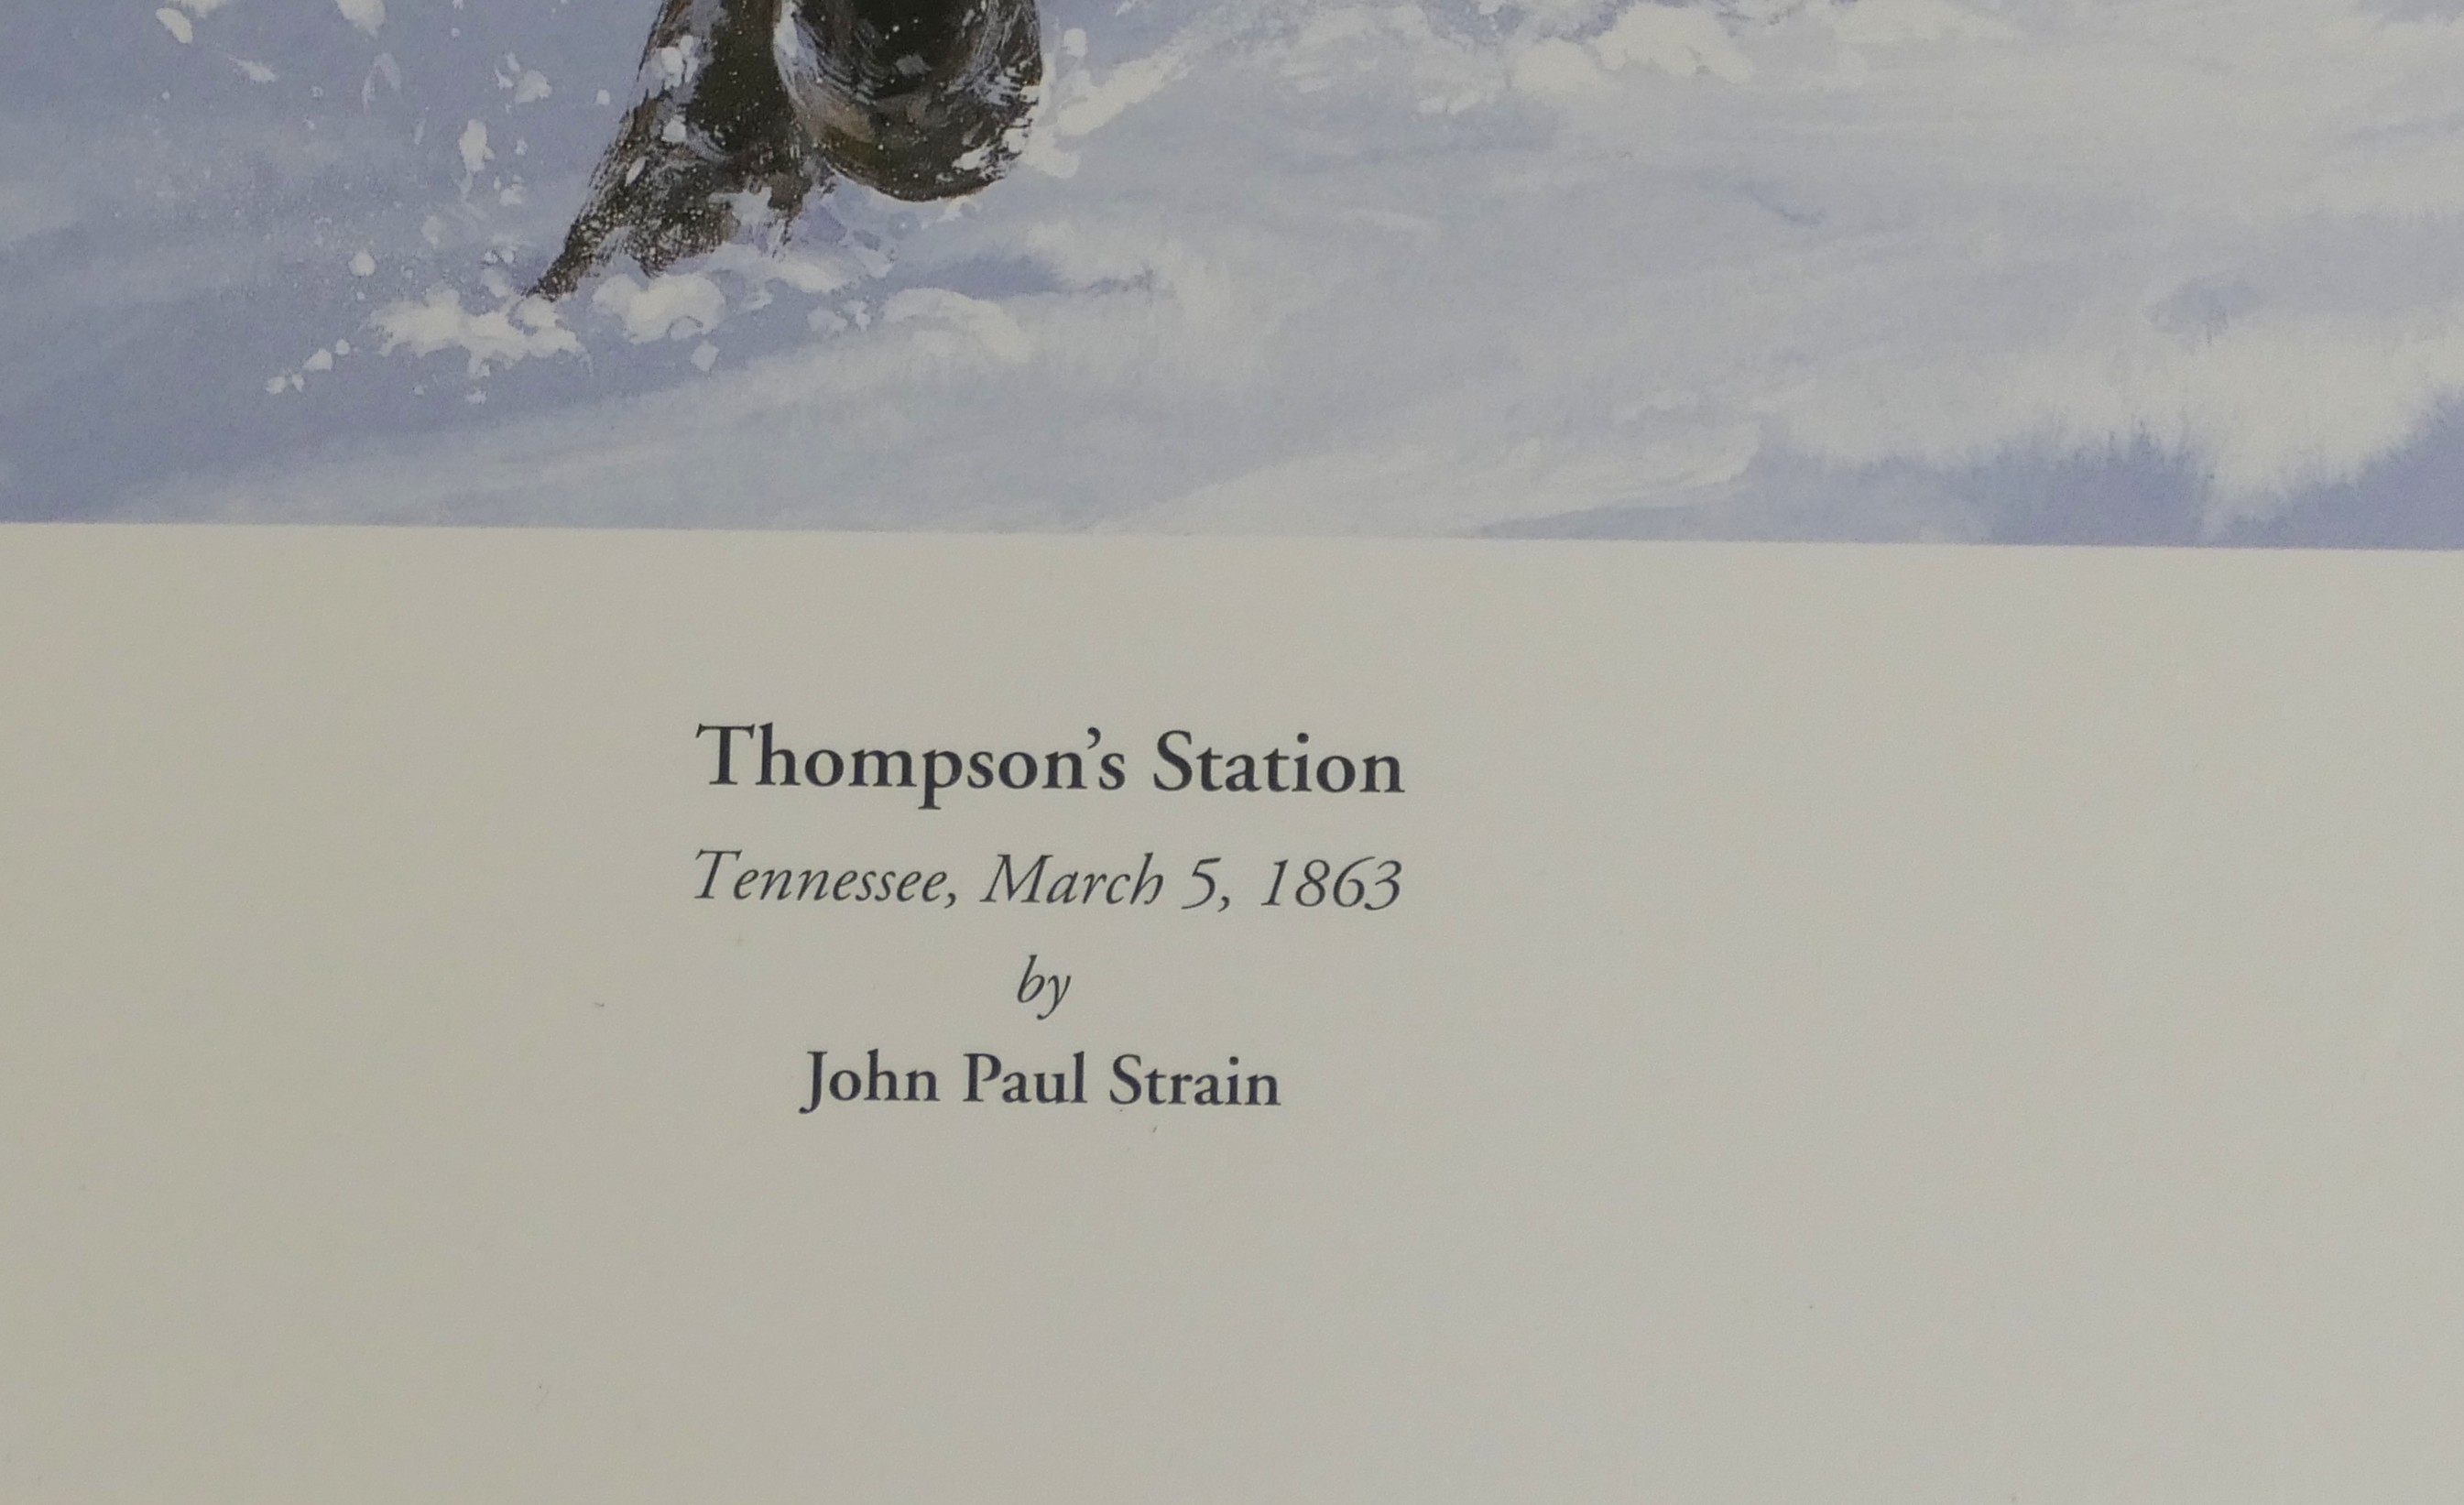 Thompson’s Station
Tennessee, March 5, 1863
by
John Paul Strain